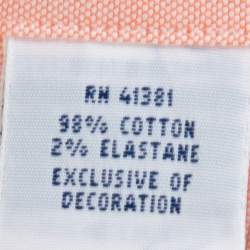 RN 41381
98% COTTON
2% ELASTANE
EXCLUSIVE OF
DECORATION